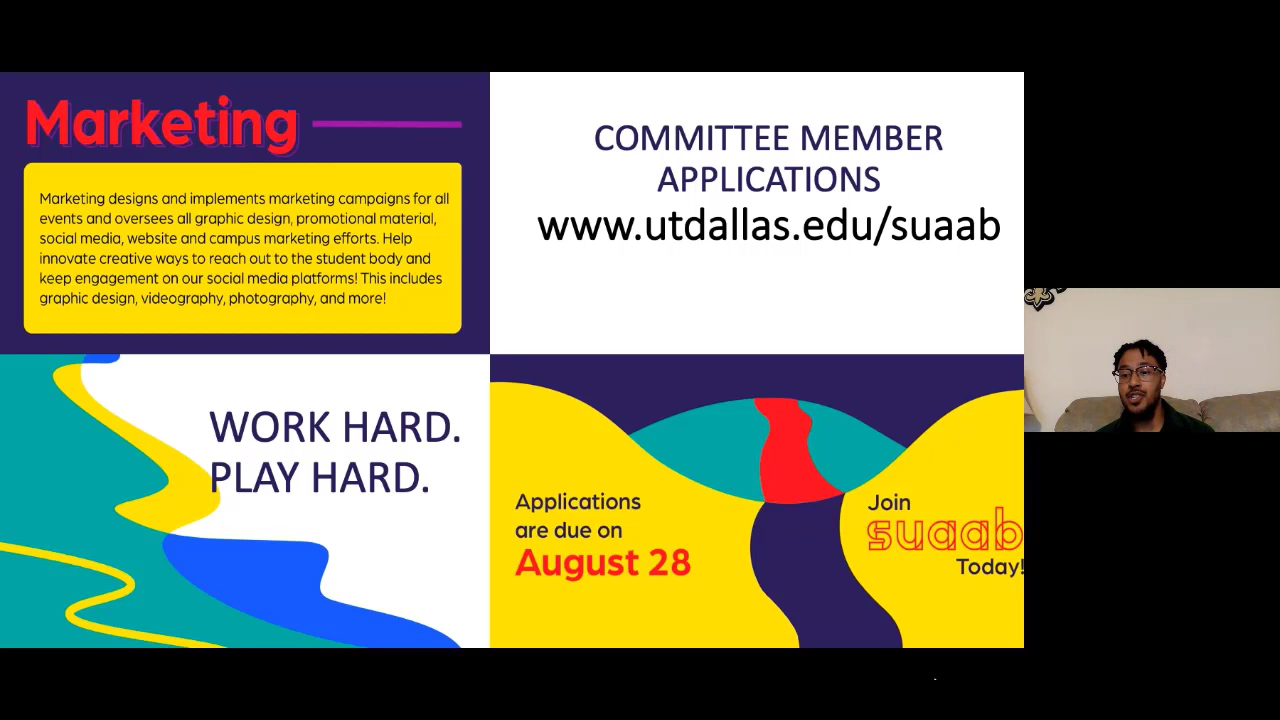 Marketing
Marketing designs and implements marketing campaigns for all
events and oversees all graphic design, promotional material,
social media, website and campus marketing efforts. Help
innovate creative ways to reach out to the student body and
keep engagement on our social media platforms! This includes
graphic design, videography, photography, and more!
COMMITTEE MEMBER
APPLICATIONS
www.utdallas.edu/suaab
WORK HARD.
PLAY HARD.
Applications
are due on
August 28
Join
suaab
Today!